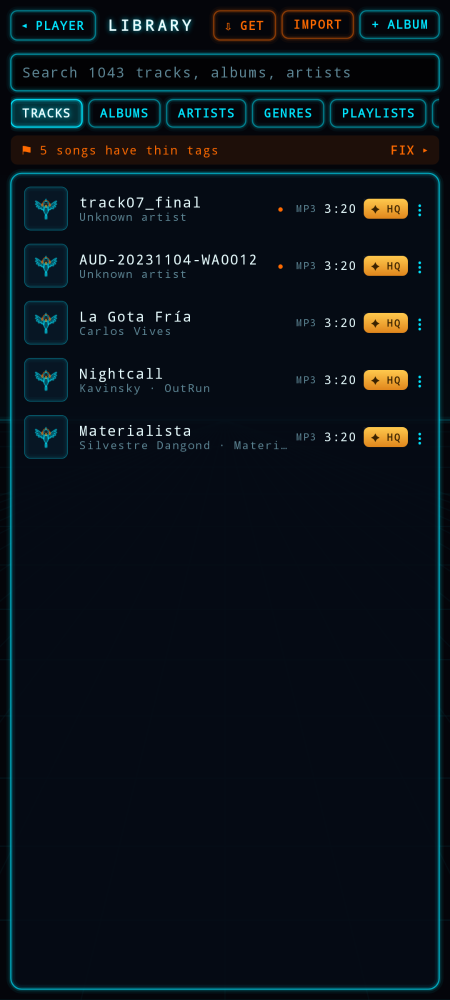 ◂ PLAYER LIBRARY ⇩ GET IMPORT + ALBUM
Search 1043 tracks, albums, artists
TRACKS ALBUMS ARTISTS GENRES PLAYLISTS
⚑ 5 songs have thin tags FIX ▸
track07_final
Unknown artist
• MP3 3:20 ✦ HQ ⋮
AUD-20231104-WA0012
Unknown artist
• MP3 3:20 ✦ HQ ⋮
La Gota Fría
Carlos Vives
MP3 3:20 ✦ HQ ⋮
Nightcall
Kavinsky · OutRun
MP3 3:20 ✦ HQ ⋮
Materialista
Silvestre Dangond · Materi…
MP3 3:20 ✦ HQ ⋮